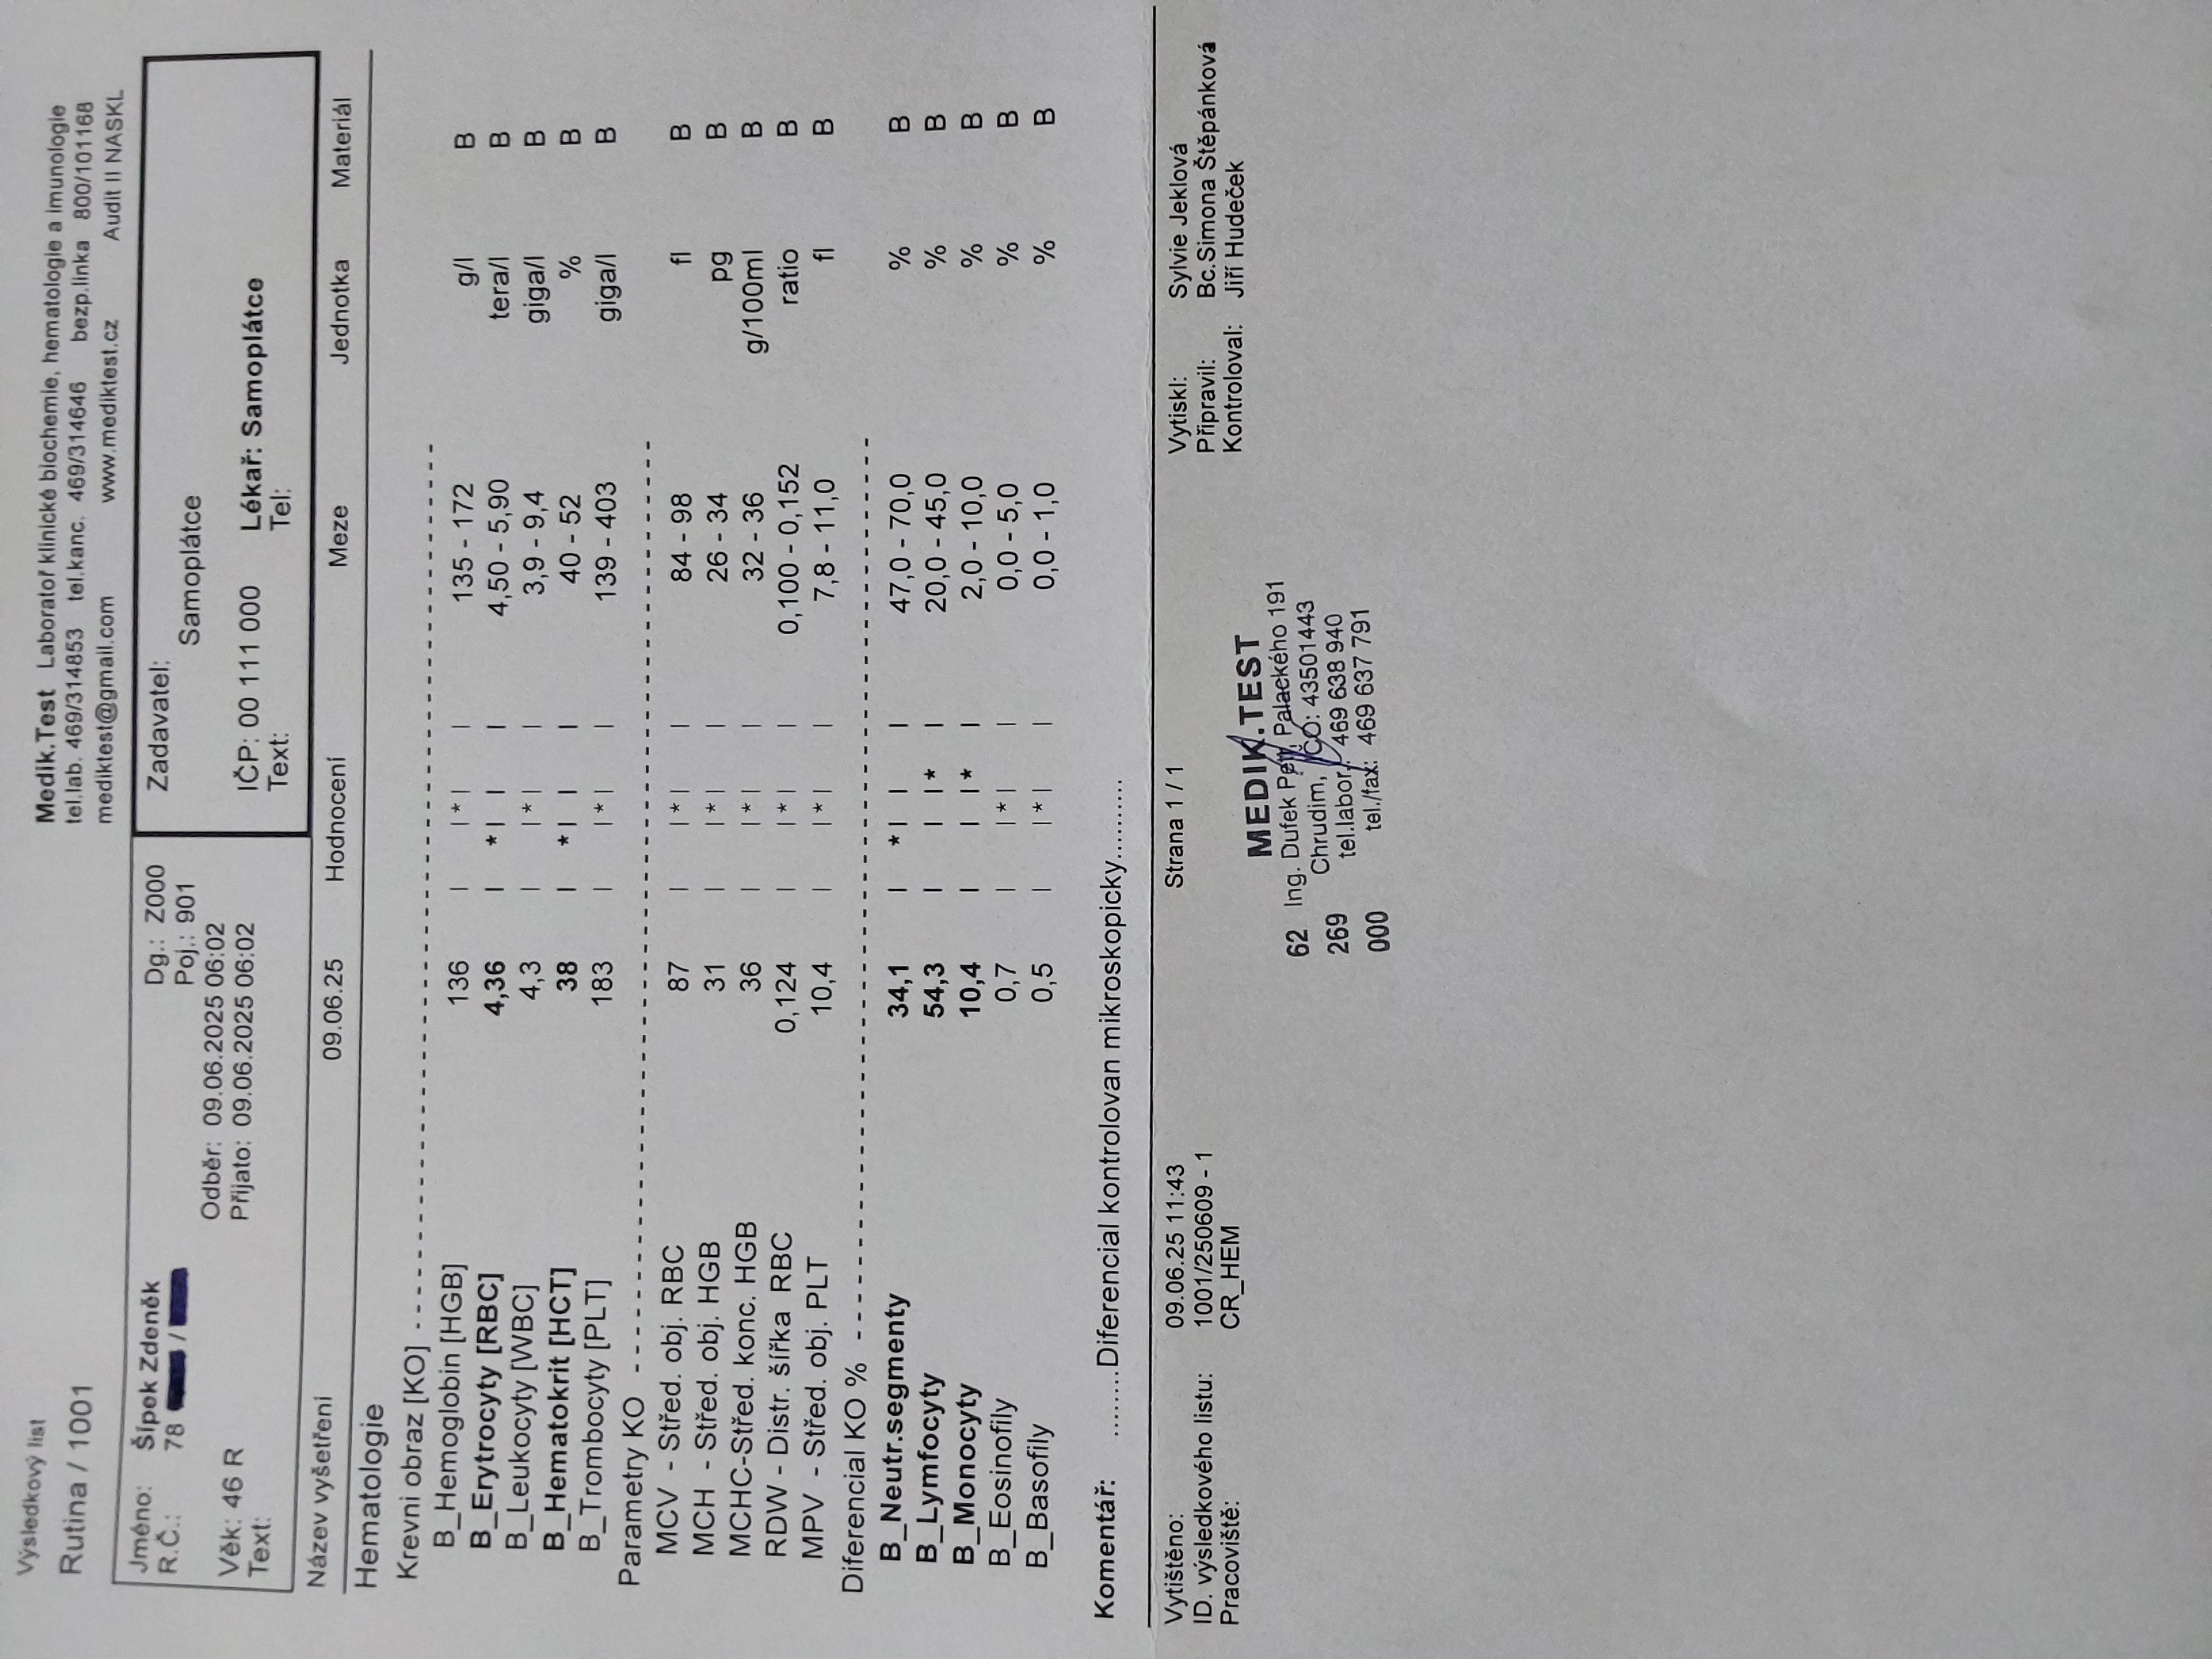 Výsledkový list
Rutina / 1001
Medik.Test Laboratoř klinické biochemie, hematologie a imunologie
tel.lab. 469/314853 tel.kanc. 469/314646 bezp.linka 800/101168
mediktest@gmail.com www.mediktest.cz Audit II NASKL
Jméno: Šípek Zdeněk
R.Č.: 78 /
Dg.: Z000
Poj.: 901
Odběr: 09.06.2025 06:02
Přijato: 09.06.2025 06:02
Věk: 46 R
Text:
Zadavatel:
Samoplátce
IČP: 00 111 000 Lékař: Samoplátce
Text: Tel:
Název vyšetření 09.06.25 Hodnocení Meze Jednotka Materiál
Hematologie
Krevni obraz [KO] - - - - - - - - - - - - - - - - - - - - - - - - - - - - - - - - - - - - - - - - - - - - - - - - - - - -
B_Hemoglobin [HGB] 136 | |*| | 135 - 172 g/l B
B_Erytrocyty [RBC] 4,36 | *| | | 4,50 - 5,90 tera/l B
B_Leukocyty [WBC] 4,3 | |*| | 3,9 - 9,4 giga/l B
B_Hematokrit [HCT] 38 | *| | | 40 - 52 % B
B_Trombocyty [PLT] 183 | |*| | 139 - 403 giga/l B
Parametry KO - - - - - - - - - - - - - - - - - - - - - - - - - - - - - - - - - - - - - - - - - - - - - - - - - - - - - - -
MCV - Střed. obj. RBC 87 | |*| | 84 - 98 fl B
MCH - Střed. obj. HGB 31 | |*| | 26 - 34 pg B
MCHC-Střed. konc. HGB 36 | |*| | 32 - 36 g/100ml B
RDW - Distr. šířka RBC 0,124 | |*| | 0,100 - 0,152 ratio B
MPV - Střed. obj. PLT 10,4 | |*| | 7,8 - 11,0 fl B
Diferencial KO % - - - - - - - - - - - - - - - - - - - - - - - - - - - - - - - - - - - - - - - - - - - - - - - - - - - - -
B_Neutr.segmenty 34,1 | *| | | 47,0 - 70,0 % B
B_Lymfocyty 54,3 | | |* | 20,0 - 45,0 % B
B_Monocyty 10,4 | | |* | 2,0 - 10,0 % B
B_Eosinofily 0,7 | |*| | 0,0 - 5,0 % B
B_Basofily 0,5 | |*| | 0,0 - 1,0 % B
Komentář: ........Diferencial kontrolovan mikroskopicky..........
Vytištěno: 09.06.25 11:43 Strana 1 / 1 Vytiskl: Sylvie Jeklová
ID. výsledkového listu: 1001/250609 - 1 Připravil: Bc.Simona Štěpánková
Pracoviště: CR_HEM Kontroloval: Jiří Hudeček
MEDIK.TEST
62 Ing. Dufek Petr, Palackého 191
Chrudim, IČO: 43501443
269 tel.labor.: 469 638 940
000 tel./fax: 469 637 791